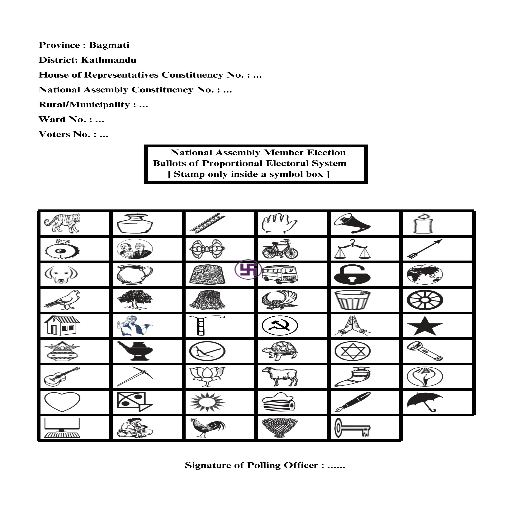 Province : Bagmati
District: Kathmandu
House of Representatives Constituency No. : ...
National Assembly Constituency No. : ...
Rural/Municipality : ...
Ward No. : ...
Voters No. : ...
National Assembly Member Election
Ballots of Proportional Electoral System
[ Stamp only inside a symbol box ]
Signature of Polling Officer : ......